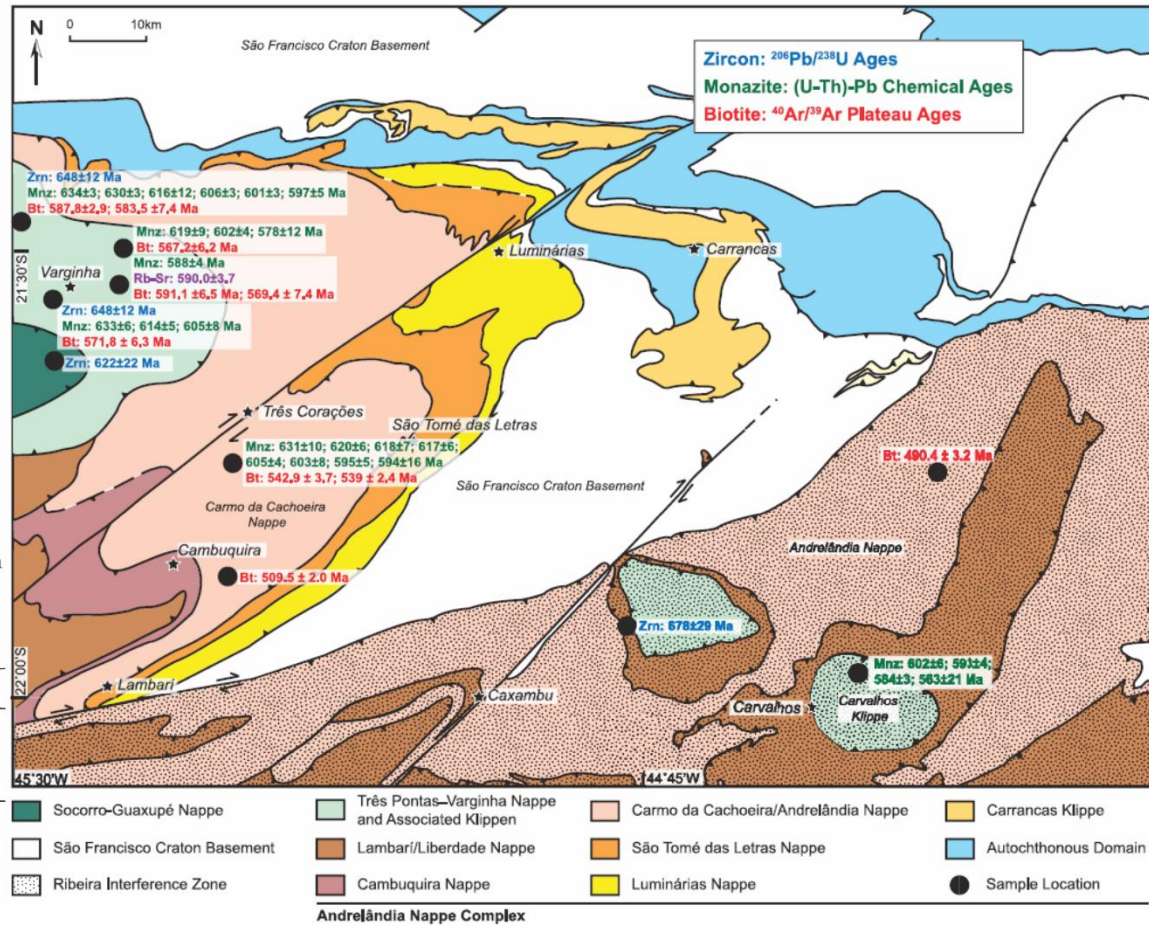 N
0 10km
São Francisco Craton Basement
Zircon: ²⁰⁶Pb/²³⁸U Ages
Monazite: (U-Th)-Pb Chemical Ages
Biotite: ⁴⁰Ar/³⁹Ar Plateau Ages
Zrn: 648±12 Ma
Mnz: 634±3; 630±3; 616±12; 606±3; 601±3; 597±5 Ma
Bt: 587.8±2.9; 583.5 ±7.4 Ma
Mnz: 619±9; 602±4; 578±12 Ma
Bt: 567.2±6.2 Ma
Mnz: 588±4 Ma
Rb-Sr: 590.0±3.7
Bt: 591.1 ±6.5 Ma; 569.4 ± 7.4 Ma
21°30'S
Varginha
Zrn: 648±12 Ma
Mnz: 633±6; 614±5; 605±8 Ma
Bt: 571.8 ± 6.3 Ma
Zrn: 622±22 Ma
Luminárias
Carrancas
Três Corações
São Tomé das Letras
Mnz: 631±10; 620±6; 618±7; 617±6;
605±4; 603±8; 595±5; 594±16 Ma
Bt: 542.9 ± 3.7; 539 ± 2.4 Ma
São Francisco Craton Basement
Bt: 490.4 ± 3.2 Ma
Carmo da Cachoeira
Nappe
Andrelândia Nappe
Cambuquira
Bt: 509.5 ± 2.0 Ma
Zrn: 678±29 Ma
Mnz: 602±6; 593±4;
584±3; 563±21 Ma
22°00'S
Lambari
Caxambu
Carvalhos
Carvalhos
Klippe
45°30'W
44°45'W
Socorro-Guaxupé Nappe
Três Pontas–Varginha Nappe
and Associated Klippen
Carmo da Cachoeira/Andrelândia Nappe
Carrancas Klippe
São Francisco Craton Basement
Lambarí/Liberdade Nappe
São Tomé das Letras Nappe
Autochthonous Domain
Ribeira Interference Zone
Cambuquira Nappe
Luminárias Nappe
Sample Location
Andrelândia Nappe Complex